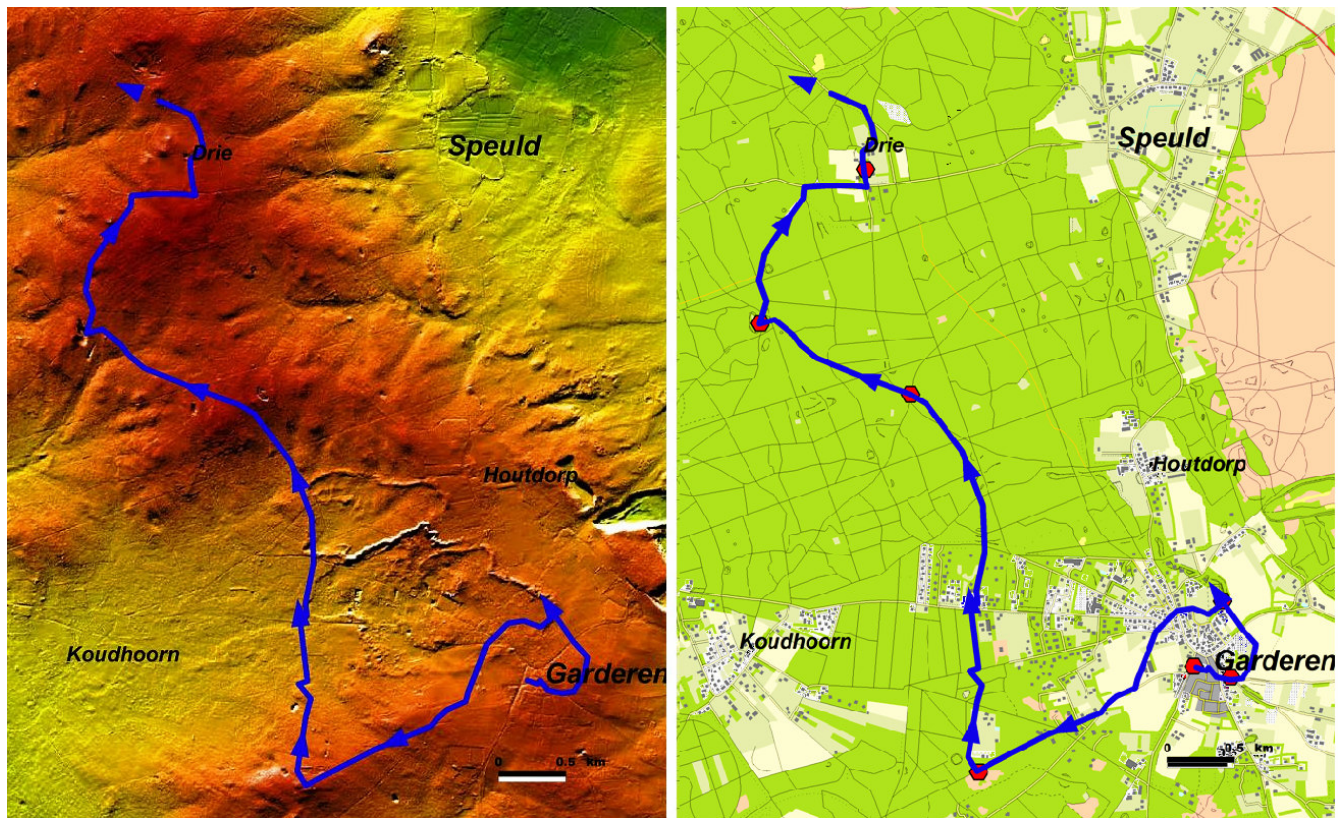 Drie
Speuld
Houtdorp
Koudhoorn
Garderen
0 0.5 km
Drie
Speuld
Houtdorp
Koudhoorn
Garderen
0 0.5 km